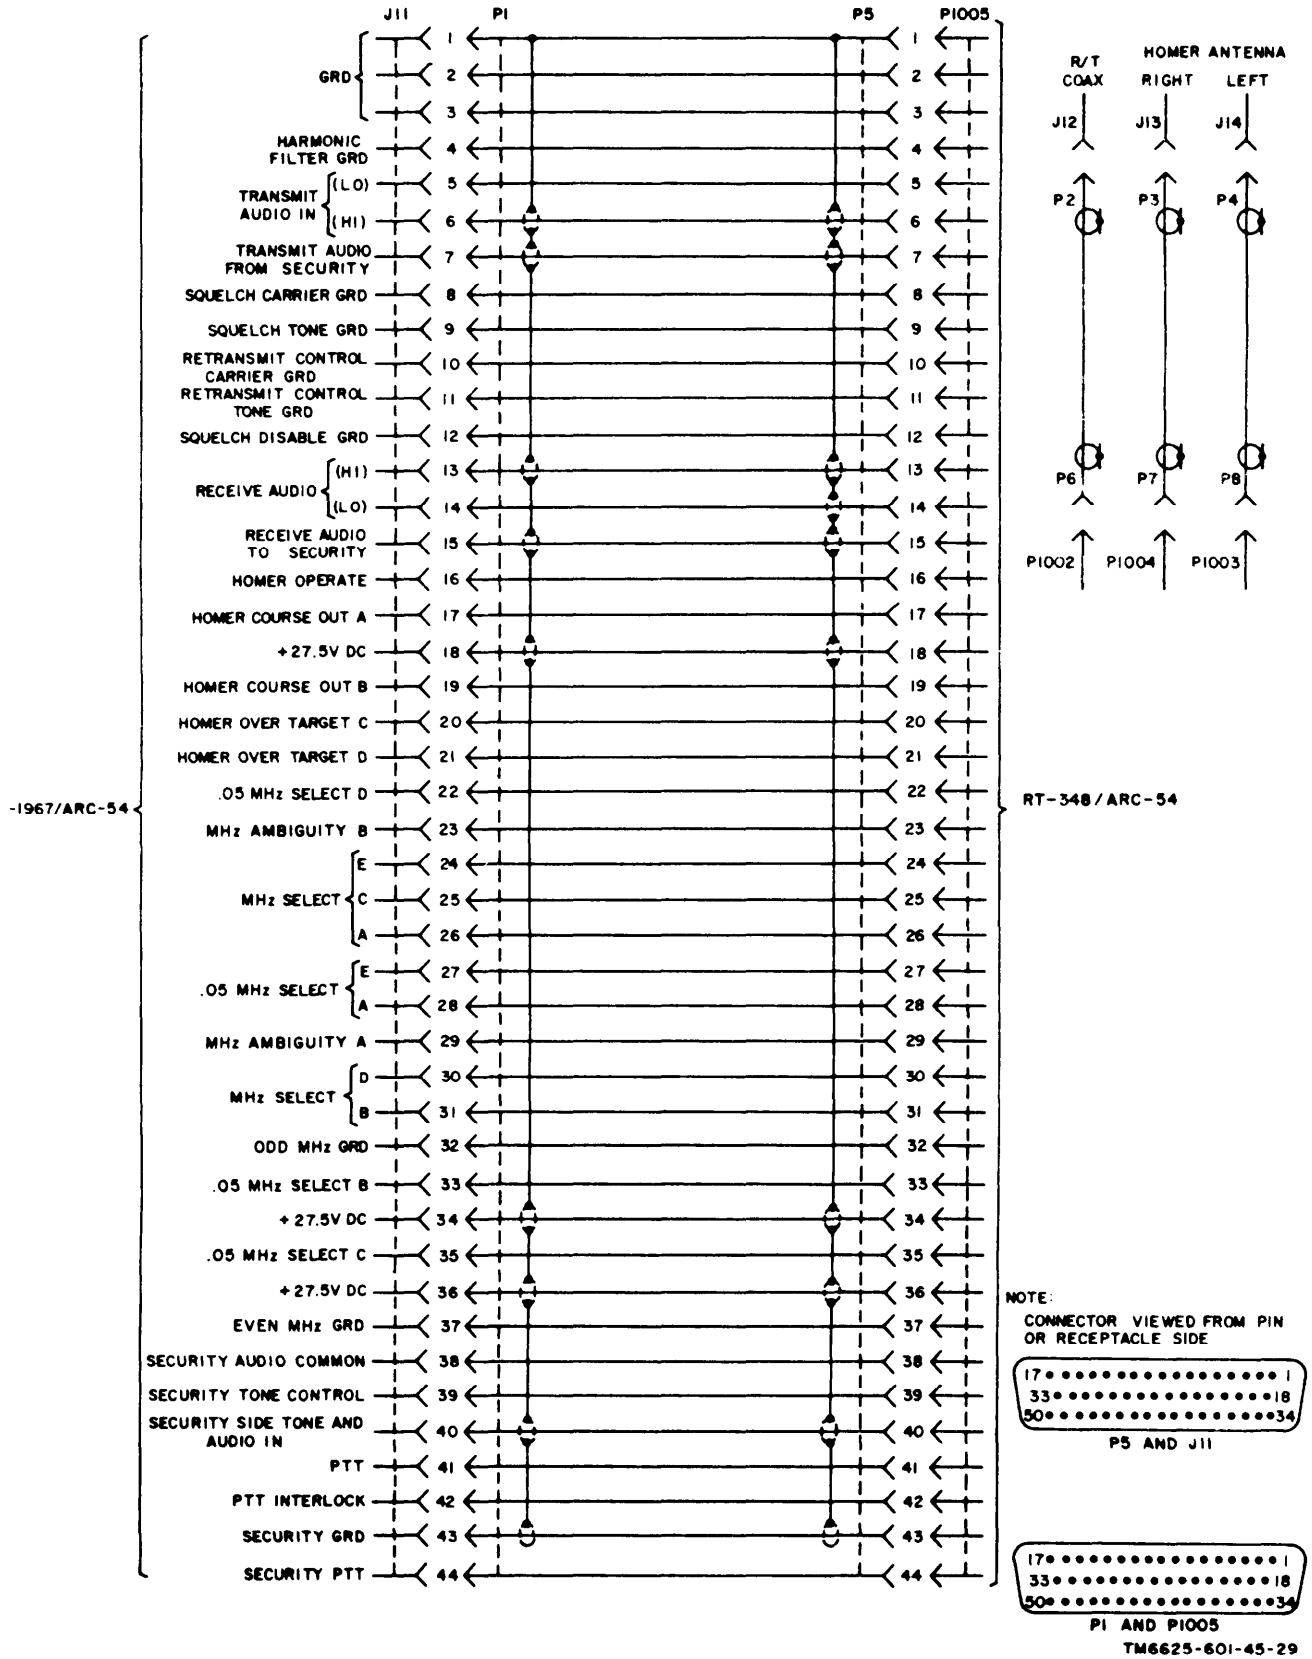 J11 P1 P5 P1005
GRD
1 1
2 2
3 3
HARMONIC
FILTER GRD
4 4
TRANSMIT
AUDIO IN
(LO) 5 5
(HI) 6 6
TRANSMIT AUDIO
FROM SECURITY
7 7
SQUELCH CARRIER GRD 8 8
SQUELCH TONE GRD 9 9
RETRANSMIT CONTROL
CARRIER GRD
10 10
RETRANSMIT CONTROL
TONE GRD
11 11
SQUELCH DISABLE GRD 12 12
RECEIVE AUDIO
(HI) 13 13
(LO) 14 14
RECEIVE AUDIO
TO SECURITY
15 15
HOMER OPERATE 16 16
HOMER COURSE OUT A 17 17
+27.5V DC 18 18
HOMER COURSE OUT B 19 19
HOMER OVER TARGET C 20 20
HOMER OVER TARGET D 21 21
.05 MHz SELECT D 22 22
MHz AMBIGUITY B 23 23
MHz SELECT
E 24 24
C 25 25
A 26 26
.05 MHz SELECT
E 27 27
A 28 28
MHz AMBIGUITY A 29 29
MHz SELECT
D 30 30
B 31 31
ODD MHz GRD 32 32
.05 MHz SELECT B 33 33
+27.5V DC 34 34
.05 MHz SELECT C 35 35
+27.5V DC 36 36
EVEN MHz GRD 37 37
SECURITY AUDIO COMMON 38 38
SECURITY TONE CONTROL 39 39
SECURITY SIDE TONE AND
AUDIO IN
40 40
PTT 41 41
PTT INTERLOCK 42 42
SECURITY GRD 43 43
SECURITY PTT 44 44
-1967/ARC-54
RT-348/ARC-54
R/T
COAX
HOMER ANTENNA
RIGHT LEFT
J12 J13 J14
P2 P3 P4
P6 P7 P8
P1002 P1004 P1003
NOTE:
CONNECTOR VIEWED FROM PIN
OR RECEPTACLE SIDE
17 1
33 18
50 34
P5 AND J11
17 1
33 18
50 34
P1 AND P1005
TM6625-601-45-29